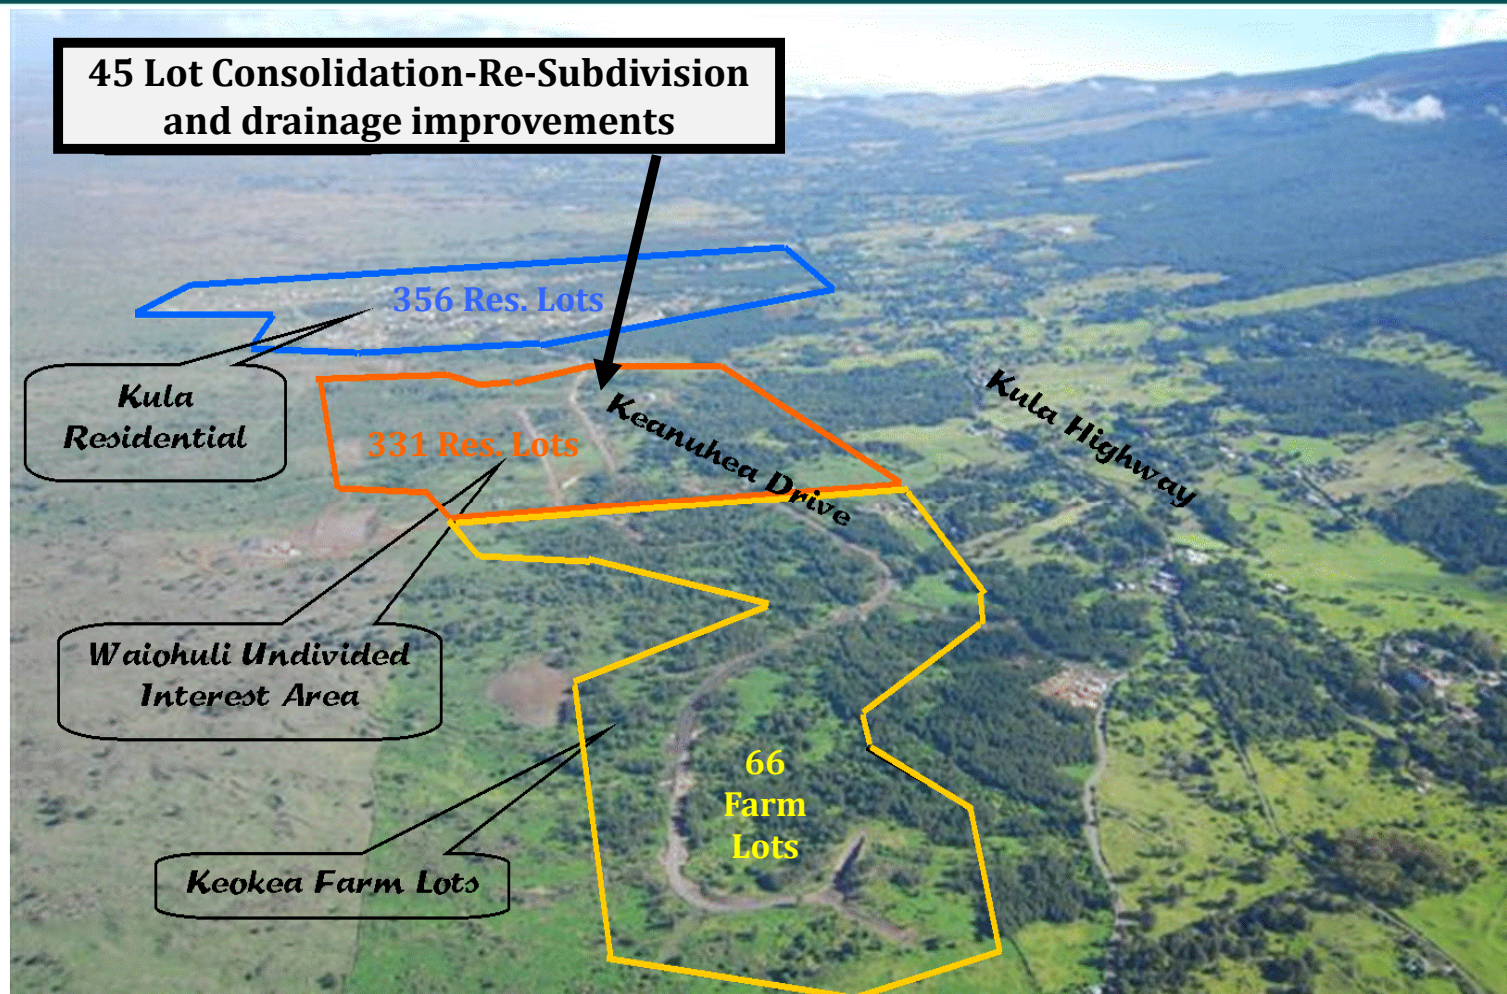 45 Lot Consolidation-Re-Subdivision
and drainage improvements
356 Res. Lots
Kula
Residential
331 Res. Lots
Keanuhea Drive
Kula Highway
Waiohuli Undivided
Interest Area
66
Farm
Lots
Keokea Farm Lots